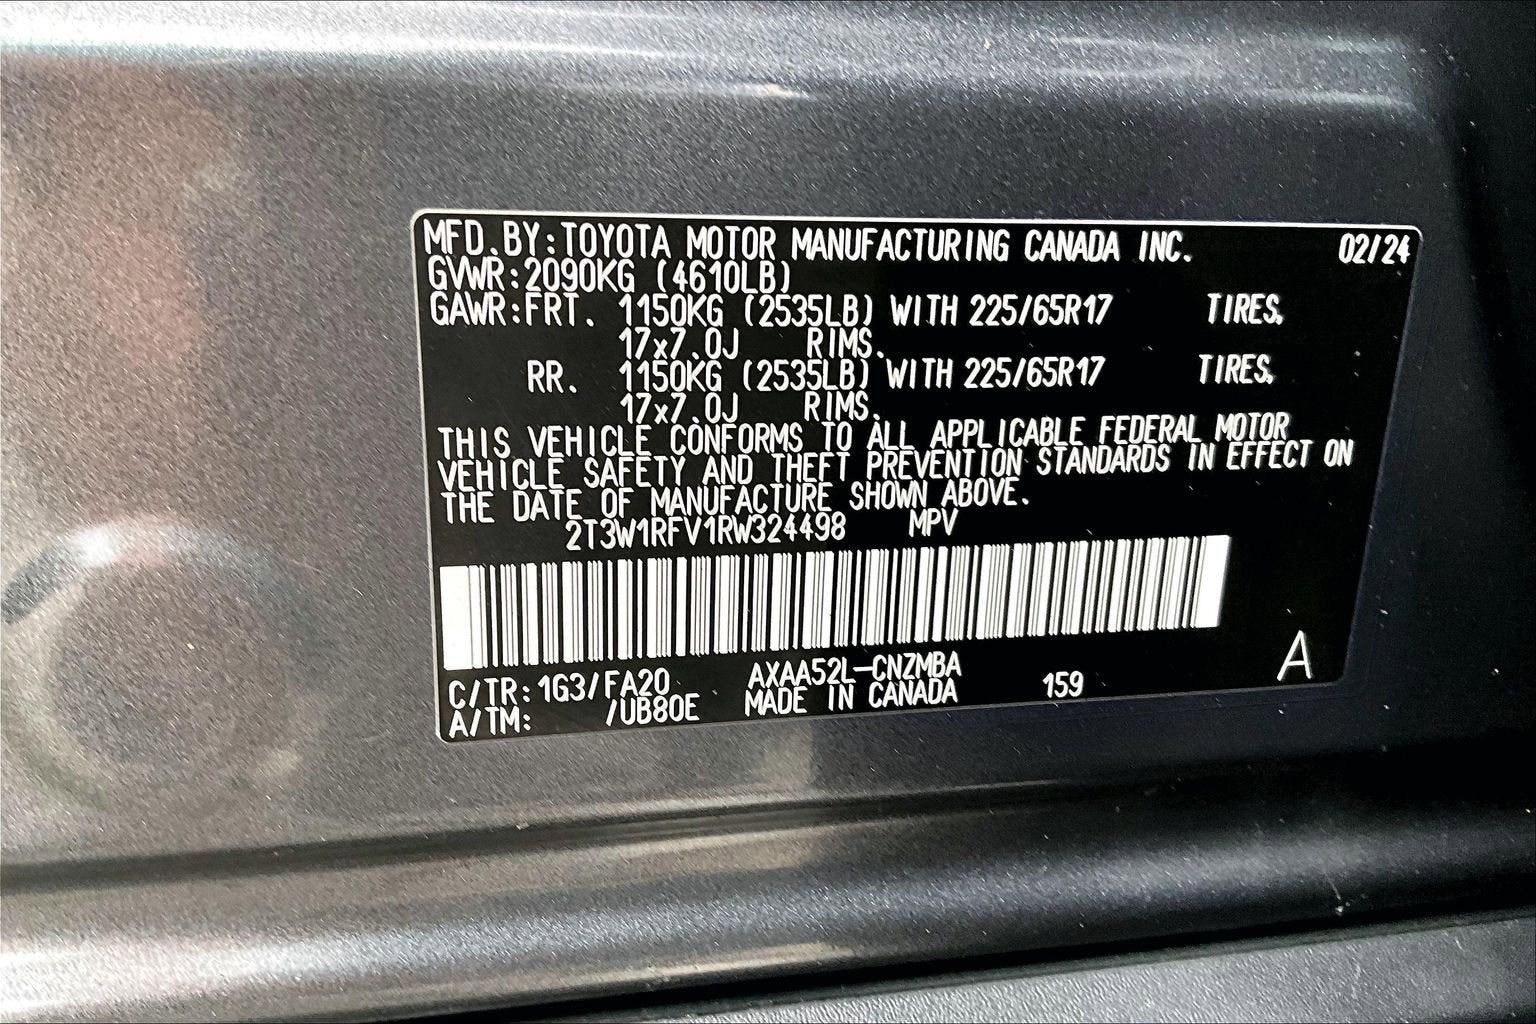 MFD.BY:TOYOTA MOTOR MANUFACTURING CANADA INC. 02/24
GVWR:2090KG (4610LB)
GAWR:FRT. 1150KG (2535LB) WITH 225/65R17 TIRES,
17x7.0J RIMS.
RR. 1150KG (2535LB) WITH 225/65R17 TIRES,
17x7.0J RIMS.
THIS VEHICLE CONFORMS TO ALL APPLICABLE FEDERAL MOTOR
VEHICLE SAFETY AND THEFT PREVENTION STANDARDS IN EFFECT ON
THE DATE OF MANUFACTURE SHOWN ABOVE.
2T3W1RFV1RW324498 MPV
A
C/TR:1G3/FA20 AXAA52L-CNZMBA
A/TM: /UB80E MADE IN CANADA 159